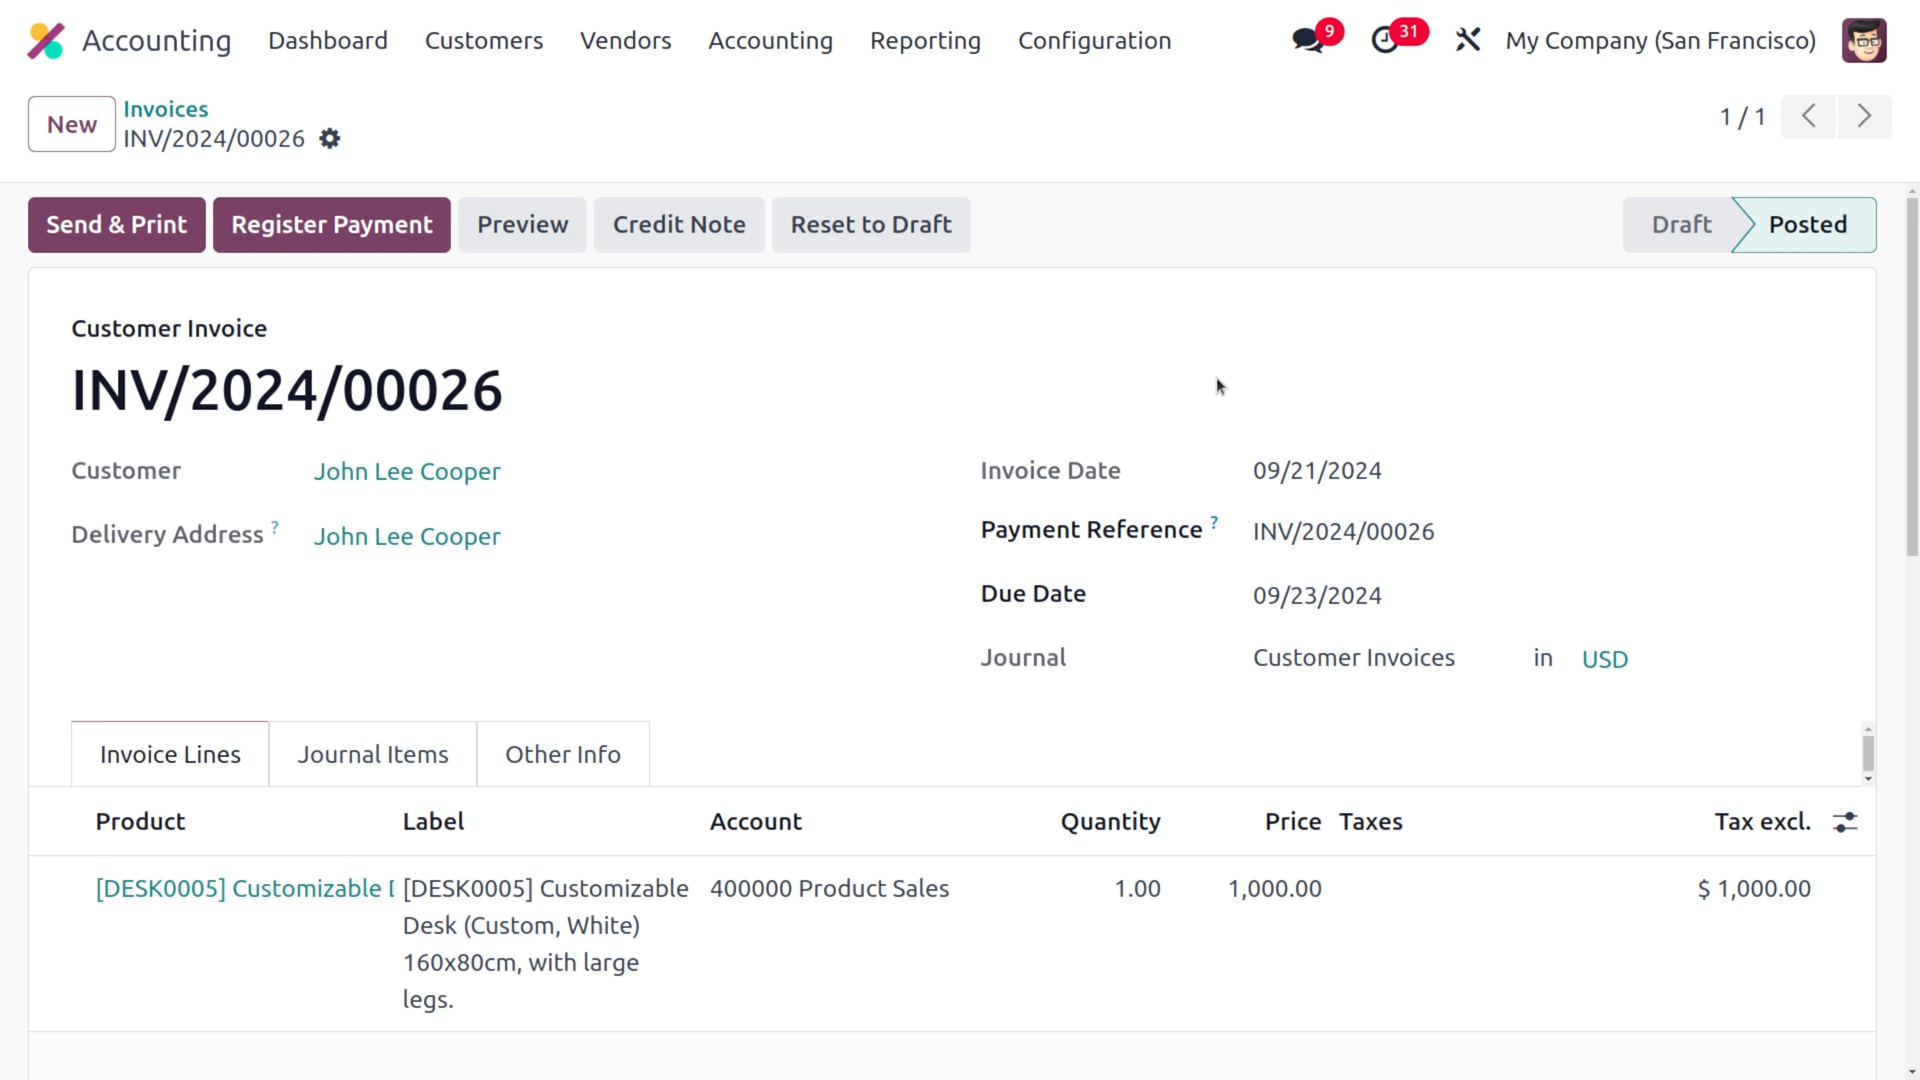 Accounting Dashboard Customers Vendors Accounting Reporting Configuration 9 31 My Company (San Francisco)
New Invoices
INV/2024/00026
1 / 1
Send & Print Register Payment Preview Credit Note Reset to Draft Draft Posted
Customer Invoice
INV/2024/00026
Customer John Lee Cooper Invoice Date 09/21/2024
Delivery Address ? John Lee Cooper Payment Reference ? INV/2024/00026
Due Date 09/23/2024
Journal Customer Invoices in USD
Invoice Lines Journal Items Other Info
Product Label Account Quantity Price Taxes Tax excl.
[DESK0005] Customizable [DESK0005] Customizable 400000 Product Sales 1.00 1,000.00 $ 1,000.00
Desk (Custom, White)
160x80cm, with large
legs.